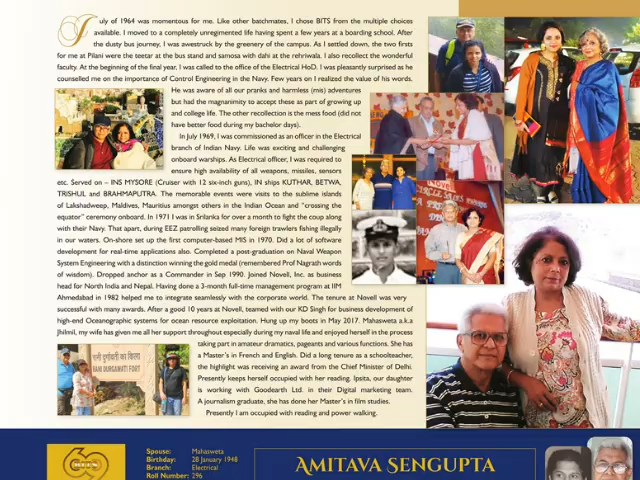 July of 1964 was momentous for me. Like other batchmates, I chose BITS from the multiple choices
available. I moved to a completely unregimented life having spent a few years at a boarding school. After
the dusty bus journey, I was awestruck by the greenery of the campus. As I settled down, the two firsts
for me at Pilani were the teetar at the bus stand and samosa with dahi at the rehriwala. I also recollect the wonderful
faculty. At the beginning of the final year, I was called to the office of the Electrical HoD. I was pleasantly surprised as he
counselled me on the importance of Control Engineering in the Navy. Few years on I realized the value of his words.
He was aware of all our pranks and harmless (mis) adventures
but had the magnanimity to accept these as part of growing up
and college life. The other recollection is the mess food (did not
have better food during my bachelor days).
In July 1969, I was commissioned as an officer in the Electrical
branch of Indian Navy. Life was exciting and challenging
onboard warships. As Electrical officer, I was required to
ensure high availability of all weapons, missiles, sensors
etc. Served on – INS MYSORE (Cruiser with 12 six-inch guns), IN ships KUTHAR, BETWA,
TRISHUL and BRAHMAPUTRA. The memorable events were visits to the sublime islands
of Lakshadweep, Maldives, Mauritius amongst others in the Indian Ocean and "crossing the
equator" ceremony onboard. In 1971 I was in Srilanka for over a month to fight the coup along
with their Navy. That apart, during EEZ patrolling seized many foreign trawlers fishing illegally
in our waters. On-shore set up the first computer-based MIS in 1970. Did a lot of software
development for real-time applications also. Completed a post-graduation on Naval Weapon
System Engineering with a distinction winning the gold medal (remembered Prof Nagrath words
of wisdom). Dropped anchor as a Commander in Sep 1990. Joined Novell, Inc. as business
head for North India and Nepal. Having done a 3-month full-time management program at IIM
Ahmedabad in 1982 helped me to integrate seamlessly with the corporate world. The tenure at Novell was very
successful with many awards. After a good 10 years at Novell, teamed with our KD Singh for business development of
high-end Oceanographic systems for ocean resource exploitation. Hung up my boots in May 2017. Mahasweta a.k.a
Jhilmil, my wife has given me all her support throughout especially during my naval life and enjoyed herself in the process
taking part in amateur dramatics, pageants and various functions. She has
a Master's in French and English. Did a long tenure as a schoolteacher,
the highlight was receiving an award from the Chief Minister of Delhi.
Presently keeps herself occupied with her reading. Ipsita, our daughter
is working with Goodearth Ltd. in their Digital marketing team.
A journalism graduate, she has done her Master's in film studies.
Presently I am occupied with reading and power walking.
रानी दुर्गावती का किला
RANI DURGAWATI FORT
Novell
Spouse: Mahasweta
Birthday: 28 January 1948
Branch: Electrical
Roll Number: 296
AMITAVA SENGUPTA